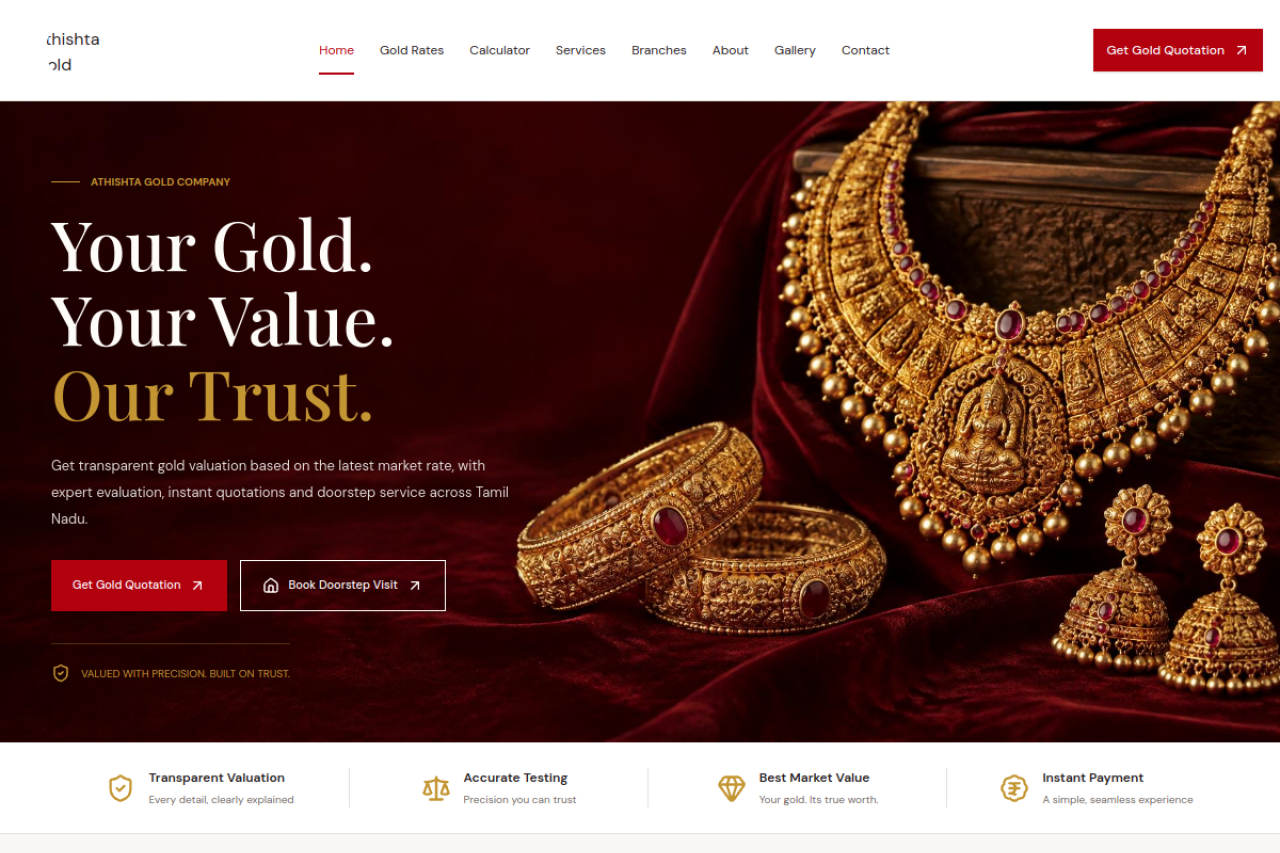 thishta
old
Home
Gold Rates
Calculator
Services
Branches
About
Gallery
Contact
Get Gold Quotation
ATHISHTA GOLD COMPANY
Your Gold.
Your Value.
Our Trust.
Get transparent gold valuation based on the latest market rate, with
expert evaluation, instant quotations and doorstep service across Tamil
Nadu.
Get Gold Quotation
Book Doorstep Visit
VALUED WITH PRECISION. BUILT ON TRUST.
Transparent Valuation
Every detail, clearly explained
Accurate Testing
Precision you can trust
Best Market Value
Your gold. Its true worth.
Instant Payment
A simple, seamless experience